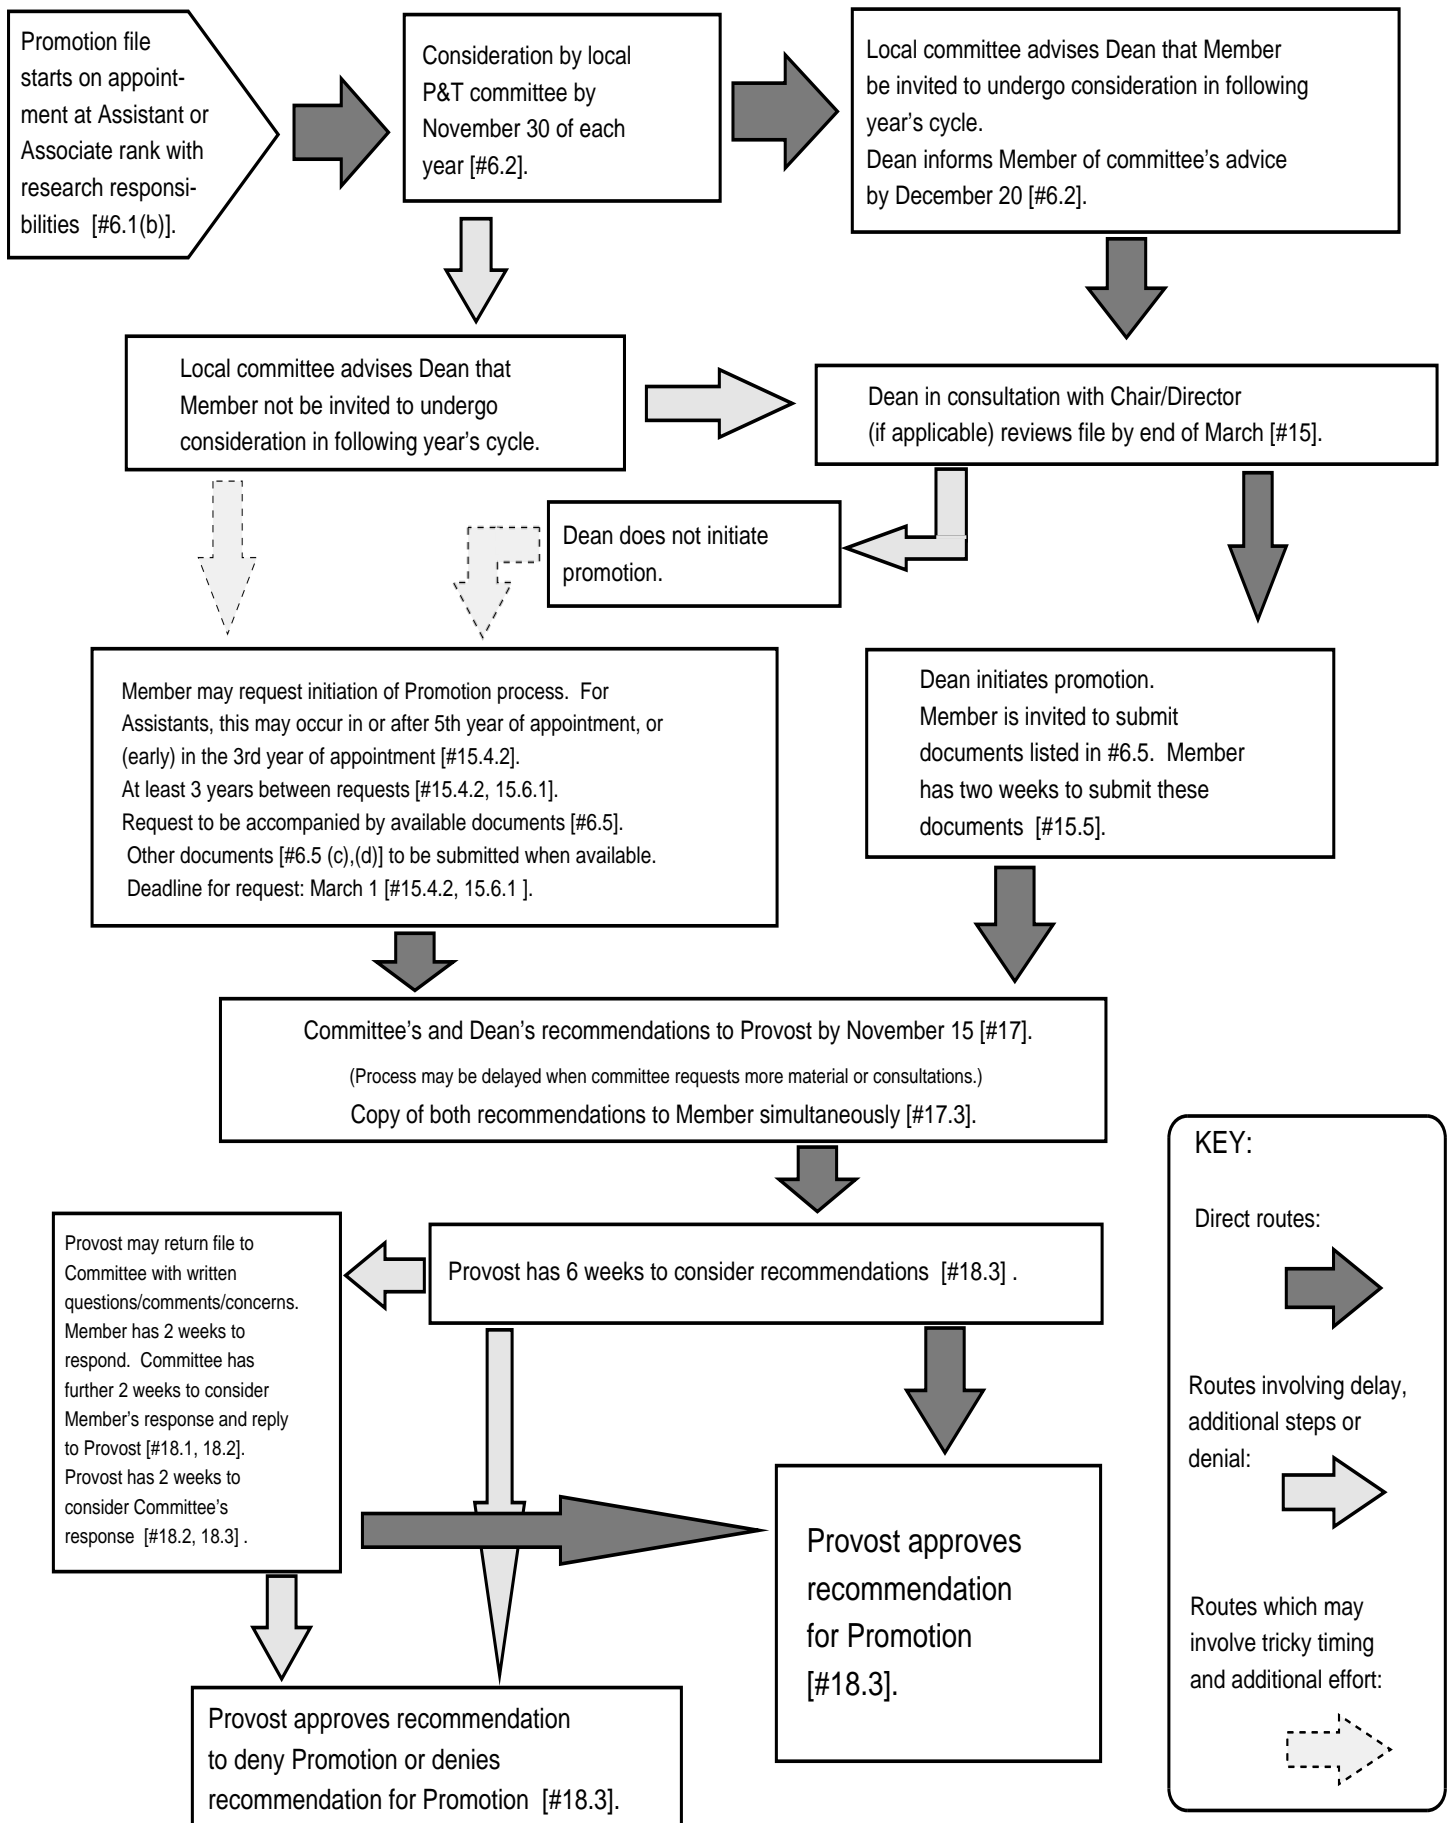 Promotion file
starts on appoint-
ment at Assistant or
Associate rank with
research responsi-
bilities [#6.1(b)].
Consideration by local
P&T committee by
November 30 of each
year [#6.2].
Local committee advises Dean that Member
be invited to undergo consideration in following
year's cycle.
Dean informs Member of committee's advice
by December 20 [#6.2].
Local committee advises Dean that
Member not be invited to undergo
consideration in following year's cycle.
Dean in consultation with Chair/Director
(if applicable) reviews file by end of March [#15].
Dean does not initiate
promotion.
Member may request initiation of Promotion process. For
Assistants, this may occur in or after 5th year of appointment, or
(early) in the 3rd year of appointment [#15.4.2].
At least 3 years between requests [#15.4.2, 15.6.1].
Request to be accompanied by available documents [#6.5].
Other documents [#6.5 (c),(d)] to be submitted when available.
Deadline for request: March 1 [#15.4.2, 15.6.1 ].
Dean initiates promotion.
Member is invited to submit
documents listed in #6.5. Member
has two weeks to submit these
documents [#15.5].
Committee's and Dean's recommendations to Provost by November 15 [#17].
(Process may be delayed when committee requests more material or consultations.)
Copy of both recommendations to Member simultaneously [#17.3].
Provost may return file to
Committee with written
questions/comments/concerns.
Member has 2 weeks to
respond. Committee has
further 2 weeks to consider
Member's response and reply
to Provost [#18.1, 18.2].
Provost has 2 weeks to
consider Committee's
response [#18.2, 18.3] .
Provost has 6 weeks to consider recommendations [#18.3] .
Provost approves
recommendation
for Promotion
[#18.3].
Provost approves recommendation
to deny Promotion or denies
recommendation for Promotion [#18.3].
KEY:
Direct routes:
Routes involving delay,
additional steps or
denial:
Routes which may
involve tricky timing
and additional effort: